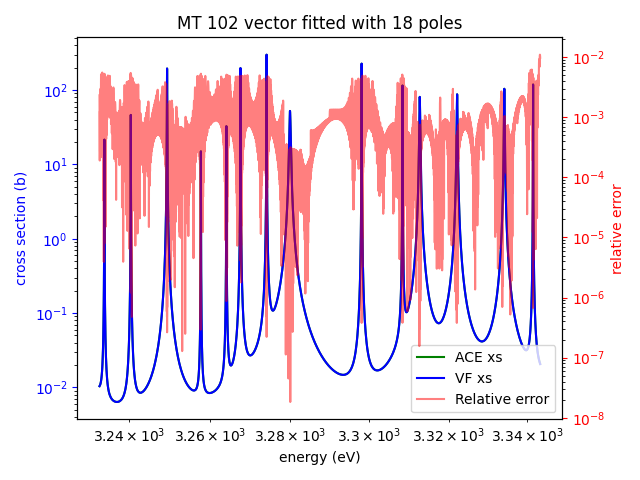 MT 102 vector fitted with 18 poles
cross section (b)
10²
10¹
10⁰
10⁻¹
10⁻²
10⁻²
10⁻³
10⁻⁴
10⁻⁵
10⁻⁶
10⁻⁷
10⁻⁸
relative error
ACE xs
VF xs
Relative error
3.24 × 10³ 3.26 × 10³ 3.28 × 10³ 3.3 × 10³ 3.32 × 10³ 3.34 × 10³
energy (eV)